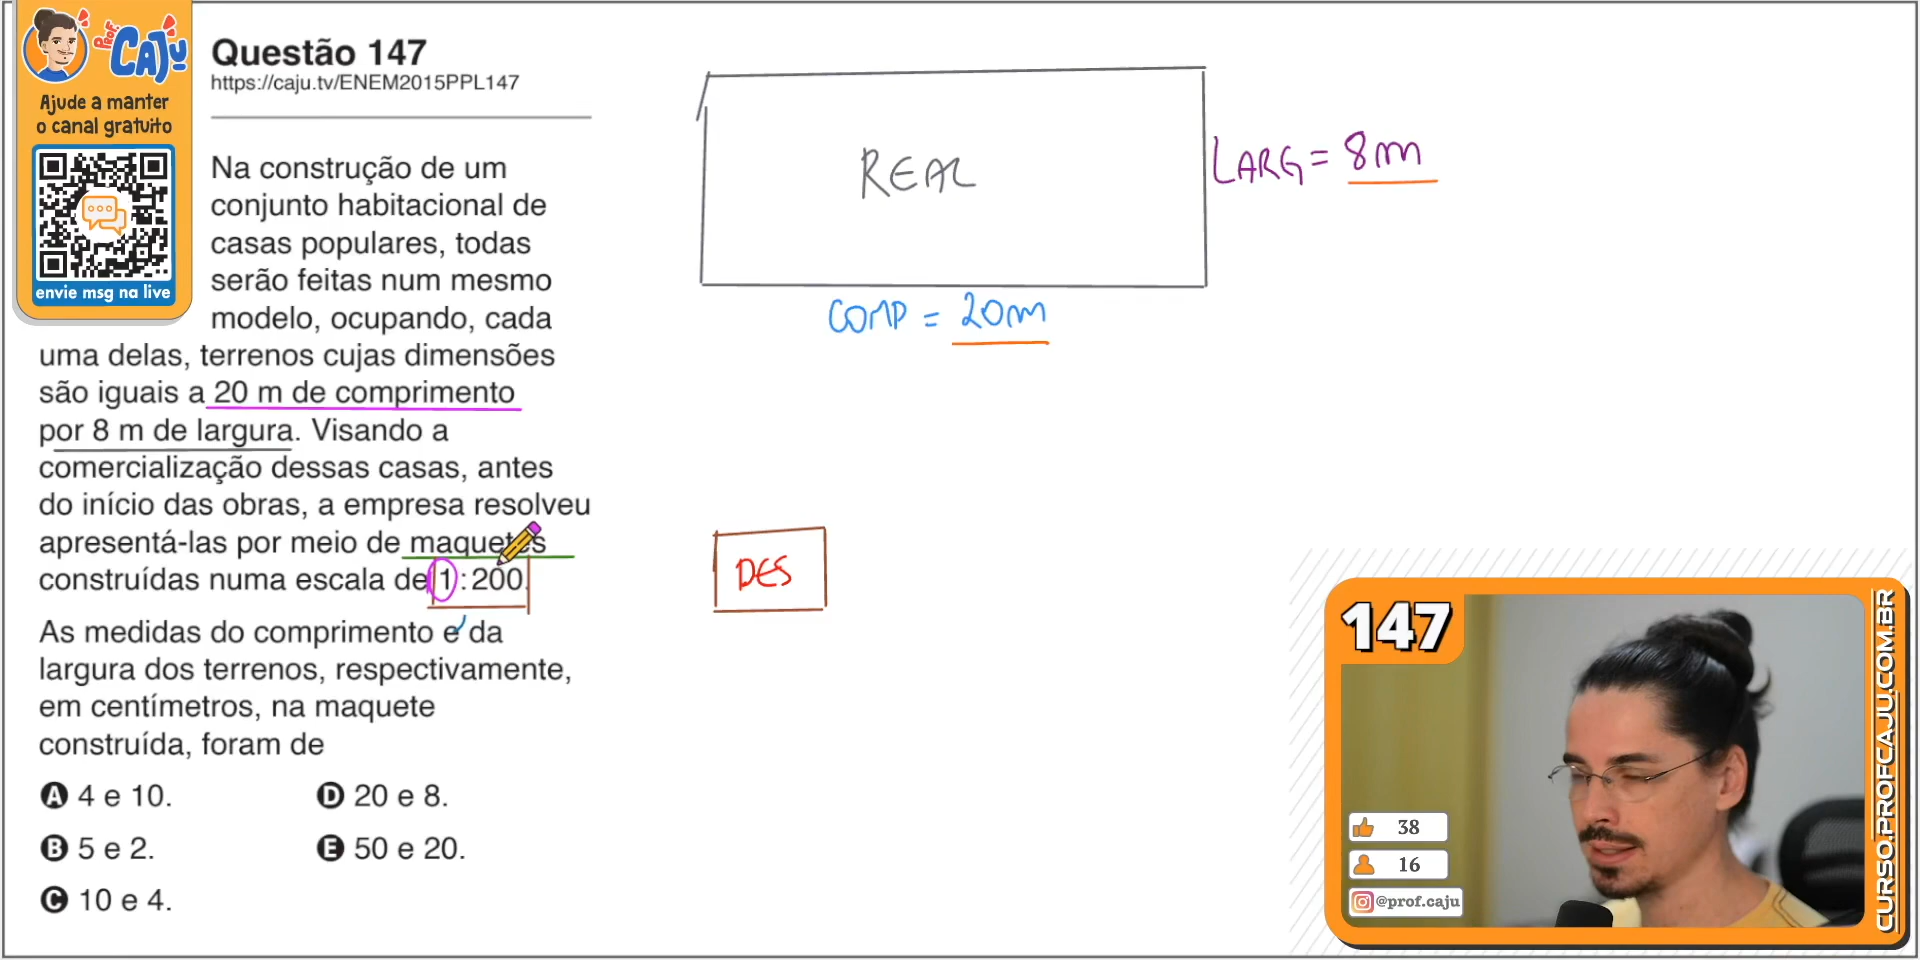 PROF.
CAJU
Ajude a manter
o canal gratuito
envie msg na live
Questão 147
https://caju.tv/ENEM2015PPL147
Na construção de um
conjunto habitacional de
casas populares, todas
serão feitas num mesmo
modelo, ocupando, cada
uma delas, terrenos cujas dimensões
são iguais a 20 m de comprimento
por 8 m de largura. Visando a
comercialização dessas casas, antes
do início das obras, a empresa resolveu
apresentá-las por meio de maquetes
construídas numa escala de 1:200.
As medidas do comprimento e da
largura dos terrenos, respectivamente,
em centímetros, na maquete
construída, foram de
A 4 e 10.
B 5 e 2.
C 10 e 4.
D 20 e 8.
E 50 e 20.
REAL
LARG = 8m
COMP = 20m
DES
147
38
16
@prof.caju
CURSO.PROFCAJU.COM.BR